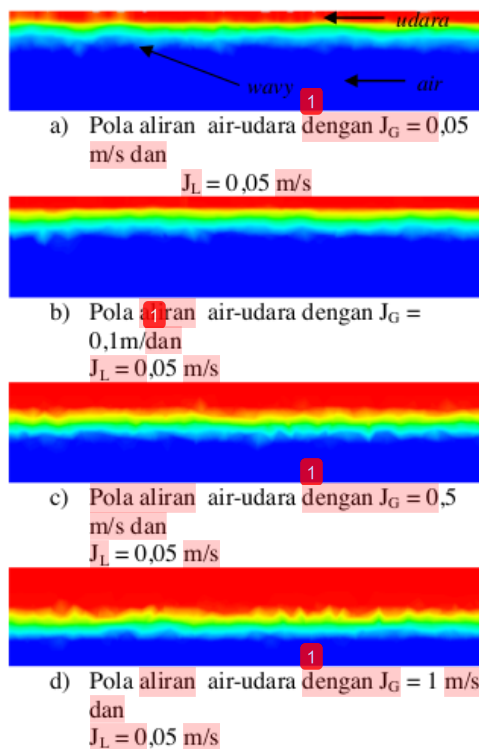 udara
wavy
air
1
a) Pola aliran air-udara dengan J_G = 0,05
m/s dan
J_L = 0,05 m/s
b) Pola aliran air-udara dengan J_G =
1
0,1m/dan
J_L = 0,05 m/s
1
c) Pola aliran air-udara dengan J_G = 0,5
m/s dan
J_L = 0,05 m/s
1
d) Pola aliran air-udara dengan J_G = 1 m/s
dan
J_L = 0,05 m/s